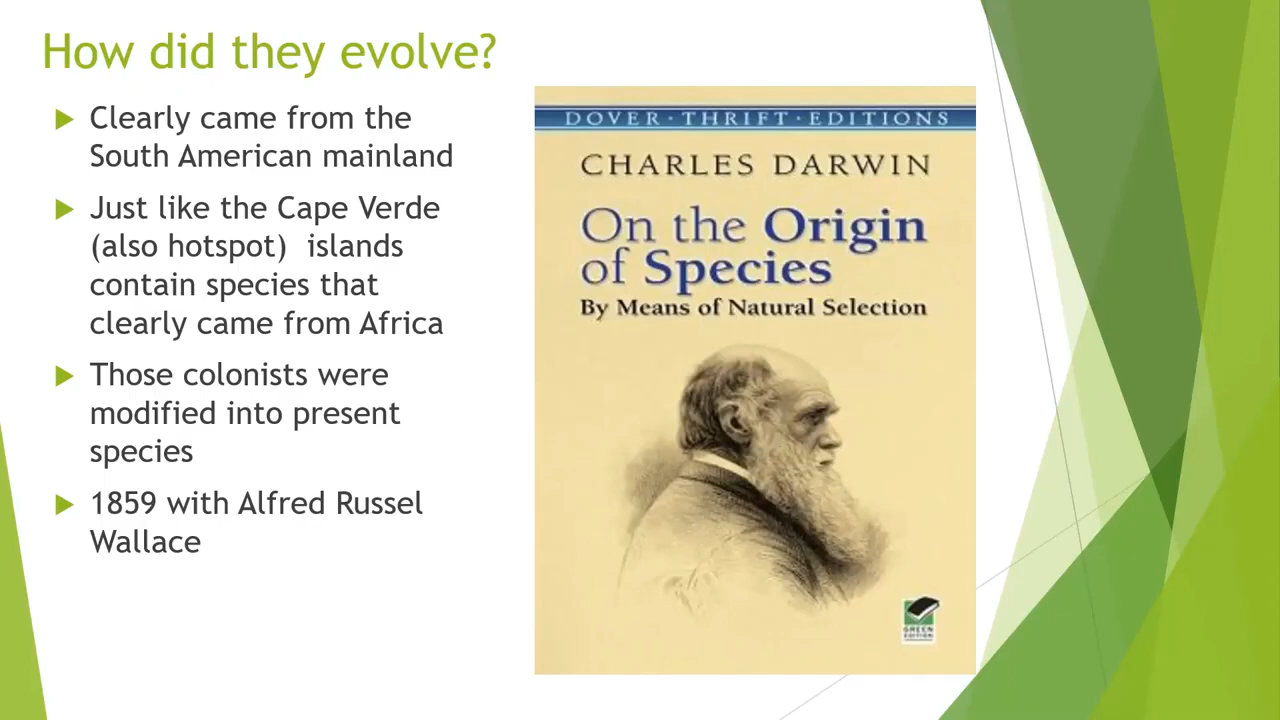 How did they evolve?
Clearly came from the
South American mainland
Just like the Cape Verde
(also hotspot)  islands
contain species that
clearly came from Africa
Those colonists were
modified into present
species
1859 with Alfred Russel
Wallace
DOVER · THRIFT · EDITIONS
CHARLES DARWIN
On the Origin
of Species
By Means of Natural Selection
GREEN
EDITION